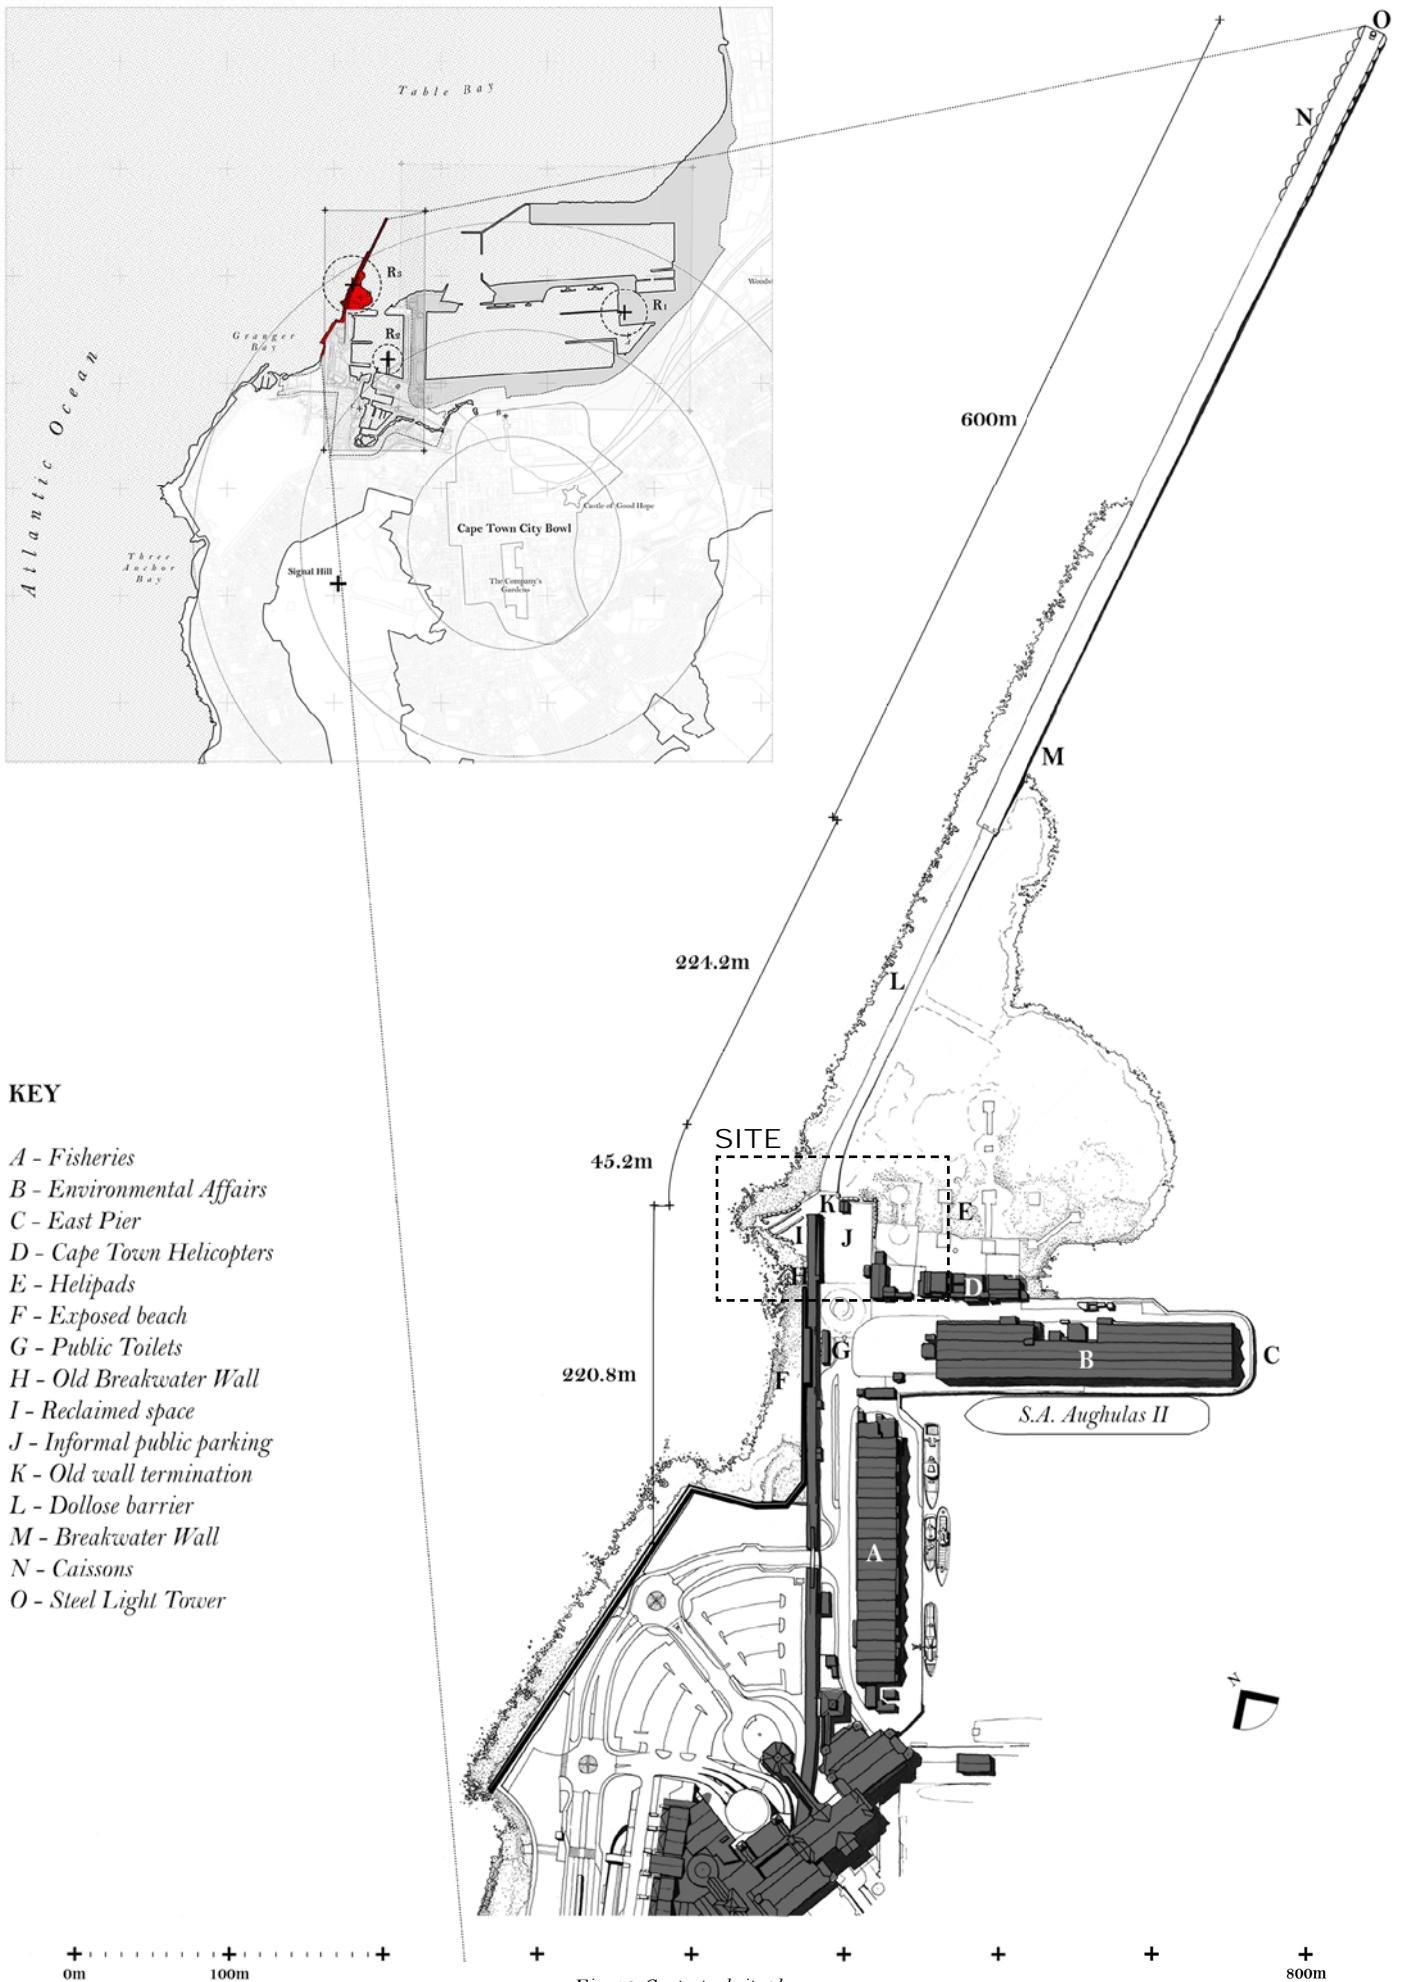 Table Bay
O
N
R3
R1
Woods
Granger
Bay
R2
Atlantic Ocean
600m
Castle of Good Hope
Cape Town City Bowl
Three
Anchor
Bay
Signal Hill
The Company's
Gardens
M
224.2m
L
KEY
SITE
A - Fisheries
45.2m
B - Environmental Affairs
K
E
C - East Pier
I
J
D - Cape Town Helicopters
H
D
E - Helipads
F - Exposed beach
G - Public Toilets
G
B
C
H - Old Breakwater Wall
220.8m
F
I - Reclaimed space
S.A. Aughulas II
J - Informal public parking
K - Old wall termination
L - Dollose barrier
M - Breakwater Wall
A
N - Caissons
O - Steel Light Tower
N
0m
100m
800m